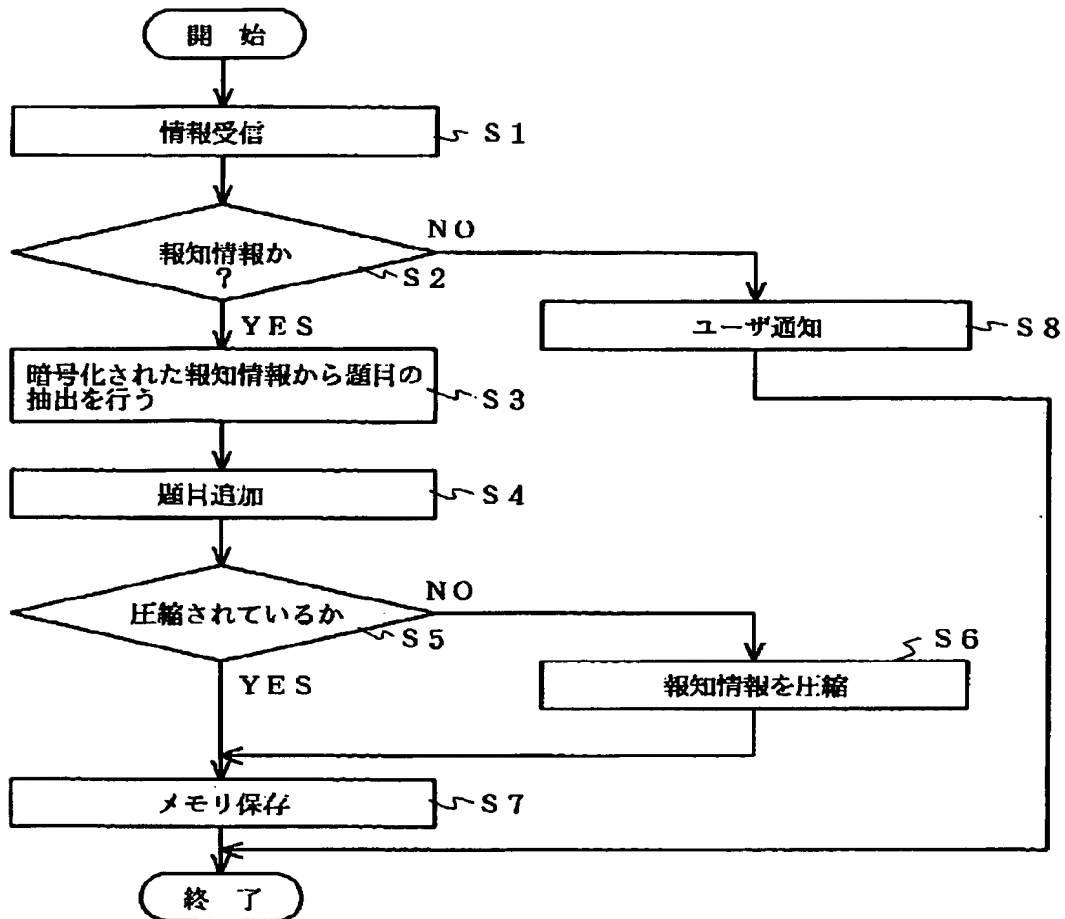 開 始
情報受信
S1
報知情報か
?
S2
NO
YES
ユーザ通知
S8
暗号化された報知情報から題目の
抽出を行う
S3
題目追加
S4
圧縮されているか
S5
NO
YES
S6
報知情報を圧縮
メモリ保存
S7
終 了